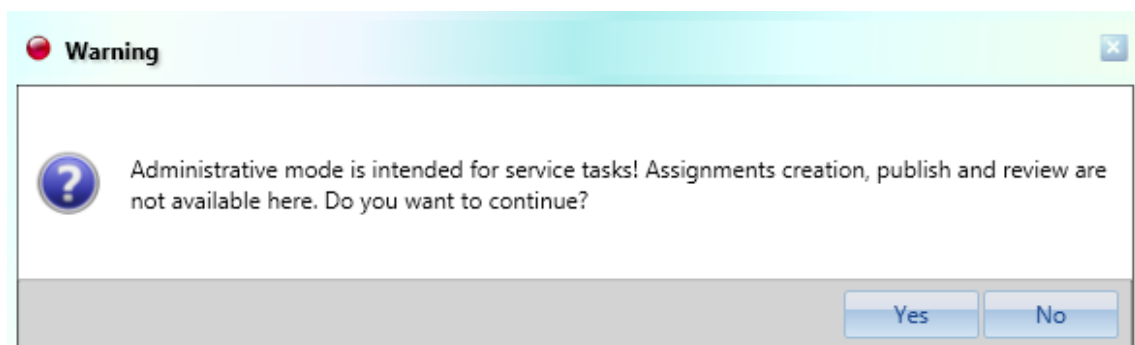 Warning
Administrative mode is intended for service tasks! Assignments creation, publish and review are
not available here. Do you want to continue?
Yes
No